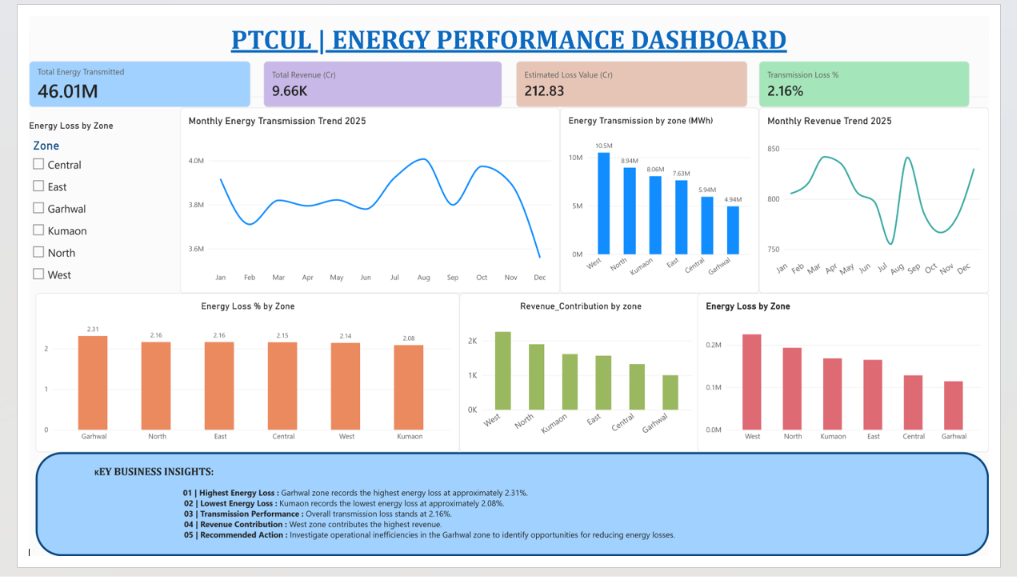 PTCUL | ENERGY PERFORMANCE DASHBOARD
Total Energy Transmitted
46.01M
Total Revenue (Cr)
9.66K
Estimated Loss Value (Cr)
212.83
Transmission Loss %
2.16%
Energy Loss by Zone
Zone
Central
East
Garhwal
Kumaon
North
West
Monthly Energy Transmission Trend 2025
4.0M
3.8M
3.6M
Jan Feb Mar Apr May Jun Jul Aug Sep Oct Nov Dec
Energy Transmission by zone (MWh)
10M
5M
0M
10.5M 8.94M 8.06M 7.63M 5.94M 4.94M
West North Kumaon East Central Garhwal
Monthly Revenue Trend 2025
850
800
750
Jan Feb Mar Apr May Jun Jul Aug Sep Oct Nov Dec
Energy Loss % by Zone
2
1
0
2.31 2.16 2.16 2.15 2.14 2.08
Garhwal North East Central West Kumaon
Revenue_Contribution by zone
2K
1K
0K
West North Kumaon East Central Garhwal
Energy Loss by Zone
0.2M
0.1M
0.0M
West North Kumaon East Central Garhwal
KEY BUSINESS INSIGHTS:
01 | Highest Energy Loss : Garhwal zone records the highest energy loss at approximately 2.31%.
02 | Lowest Energy Loss : Kumaon records the lowest energy loss at approximately 2.08%.
03 | Transmission Performance : Overall transmission loss stands at 2.16%.
04 | Revenue Contribution : West zone contributes the highest revenue.
05 | Recommended Action : Investigate operational inefficiencies in the Garhwal zone to identify opportunities for reducing energy losses.